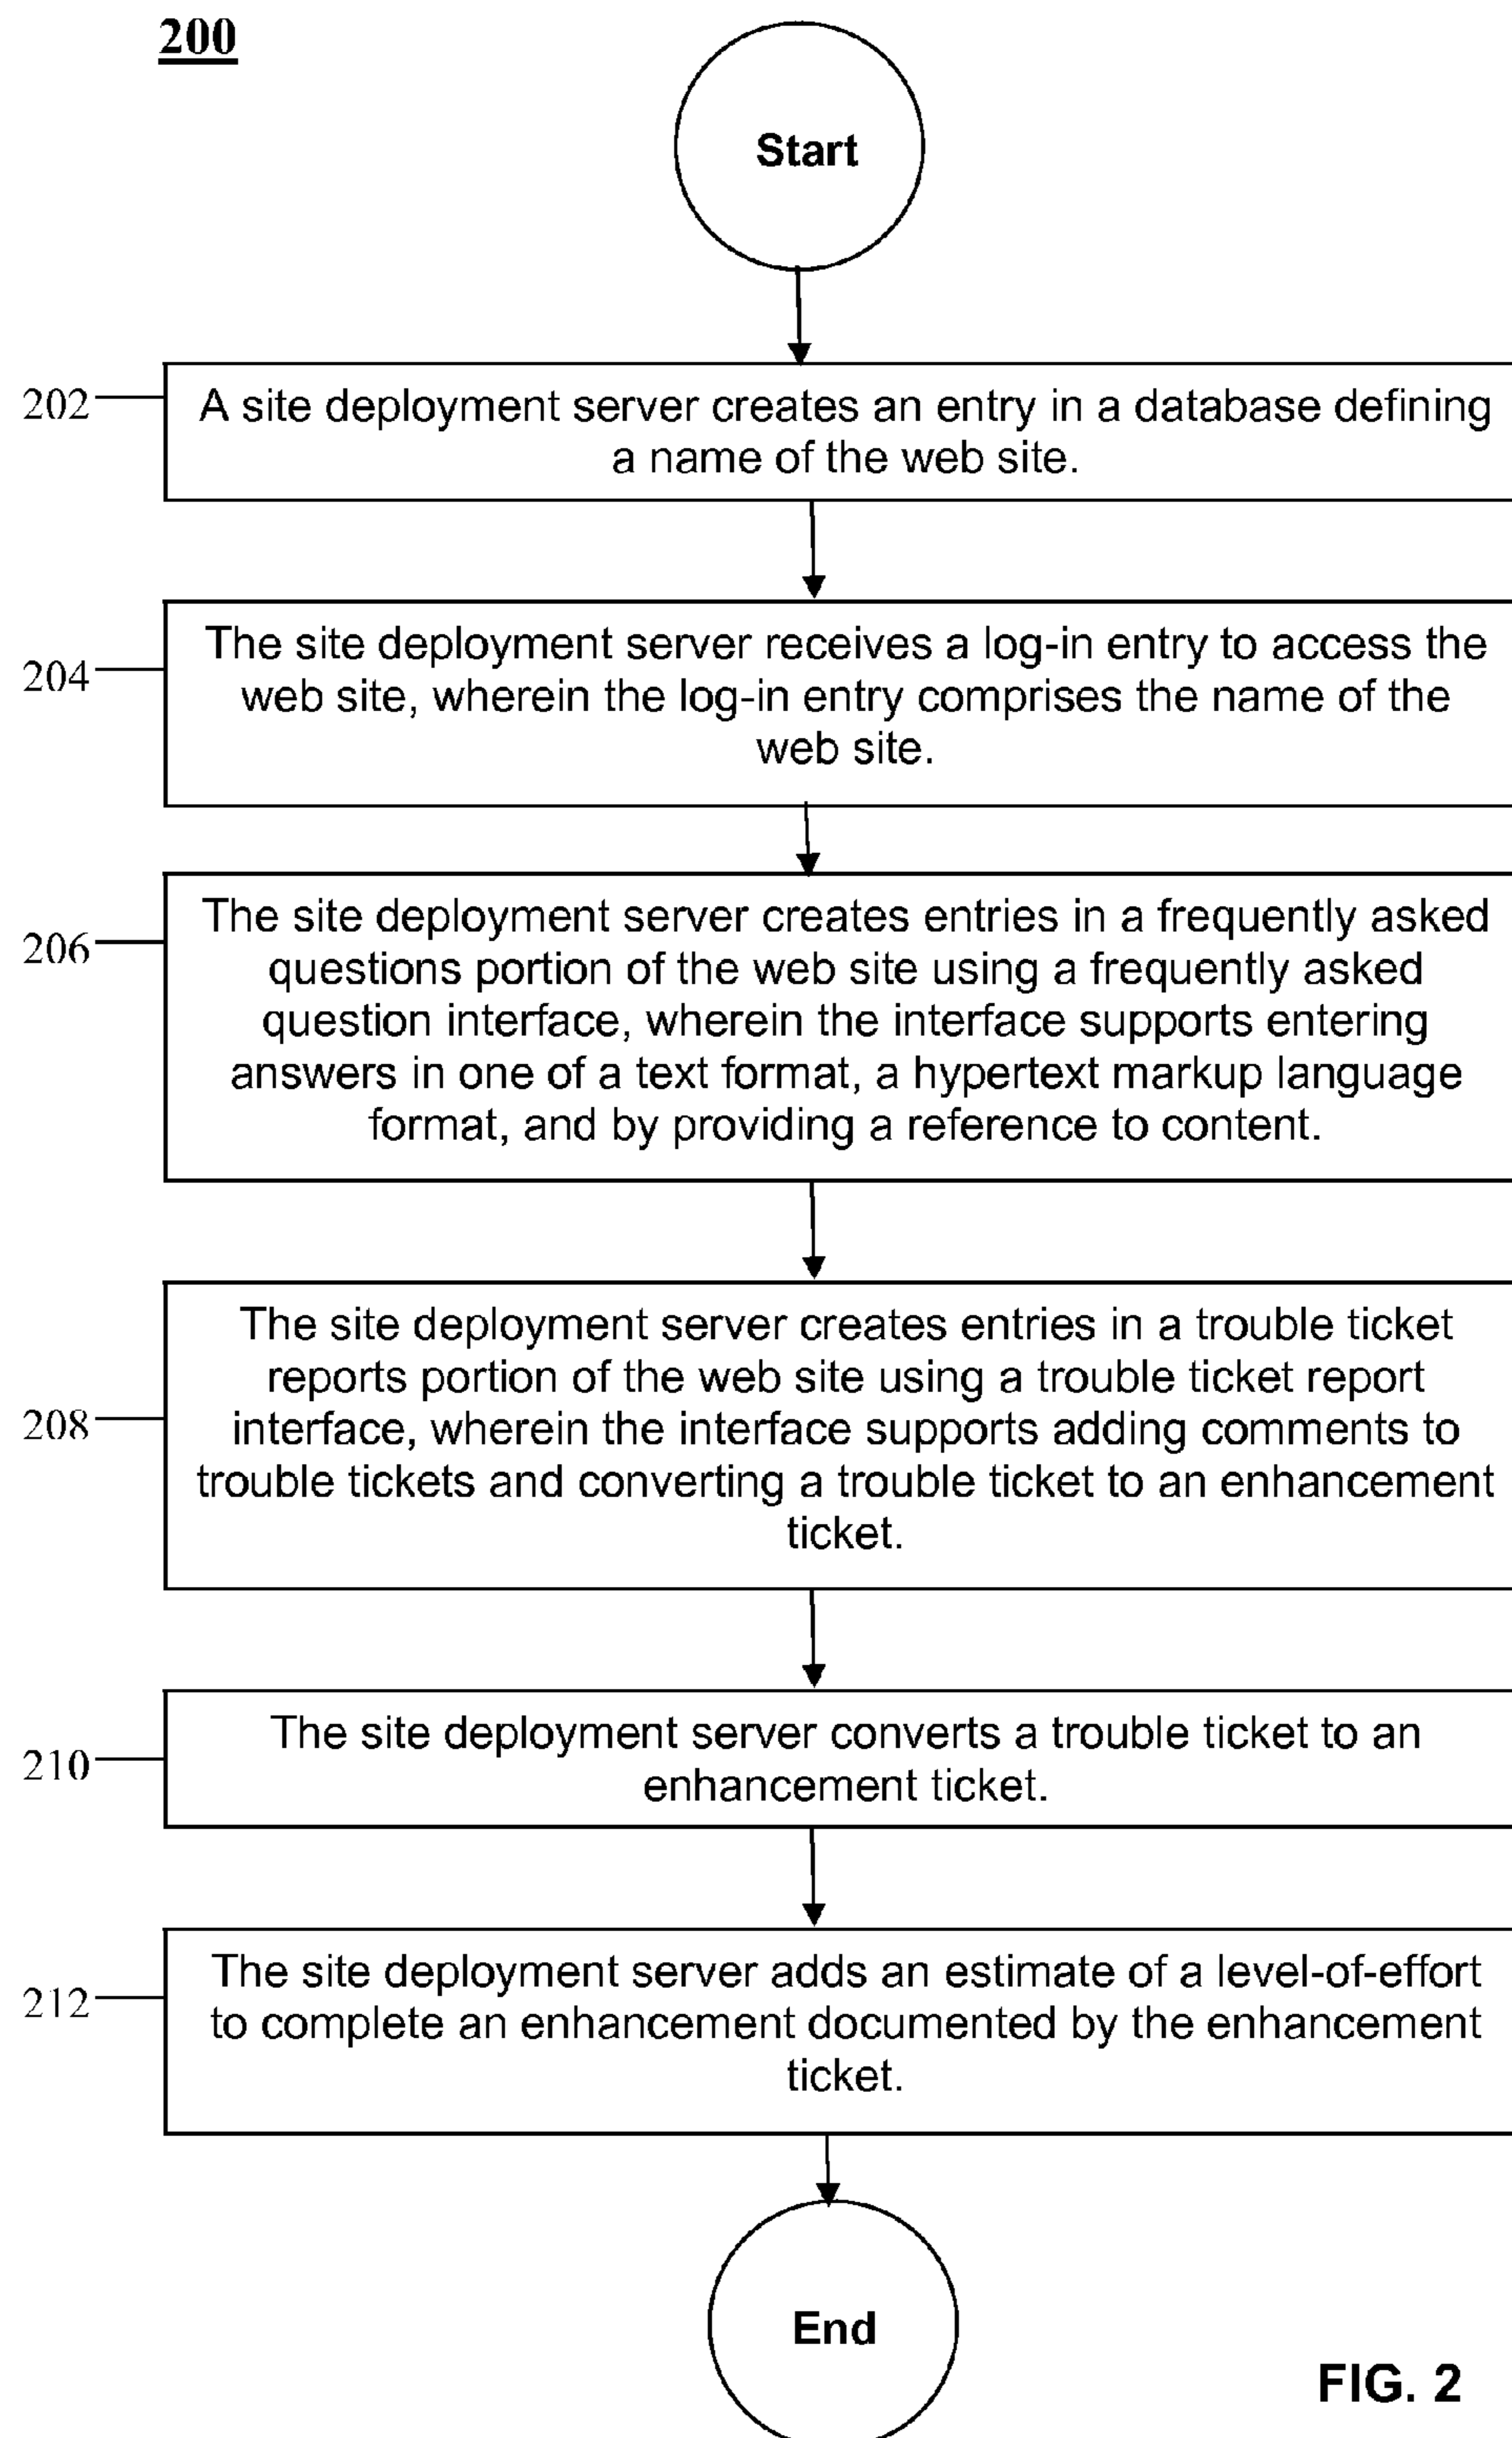 200
Start
202
A site deployment server creates an entry in a database defining
a name of the web site.
204
The site deployment server receives a log-in entry to access the
web site, wherein the log-in entry comprises the name of the
web site.
206
The site deployment server creates entries in a frequently asked
questions portion of the web site using a frequently asked
question interface, wherein the interface supports entering
answers in one of a text format, a hypertext markup language
format, and by providing a reference to content.
208
The site deployment server creates entries in a trouble ticket
reports portion of the web site using a trouble ticket report
interface, wherein the interface supports adding comments to
trouble tickets and converting a trouble ticket to an enhancement
ticket.
210
The site deployment server converts a trouble ticket to an
enhancement ticket.
212
The site deployment server adds an estimate of a level-of-effort
to complete an enhancement documented by the enhancement
ticket.
End
FIG. 2